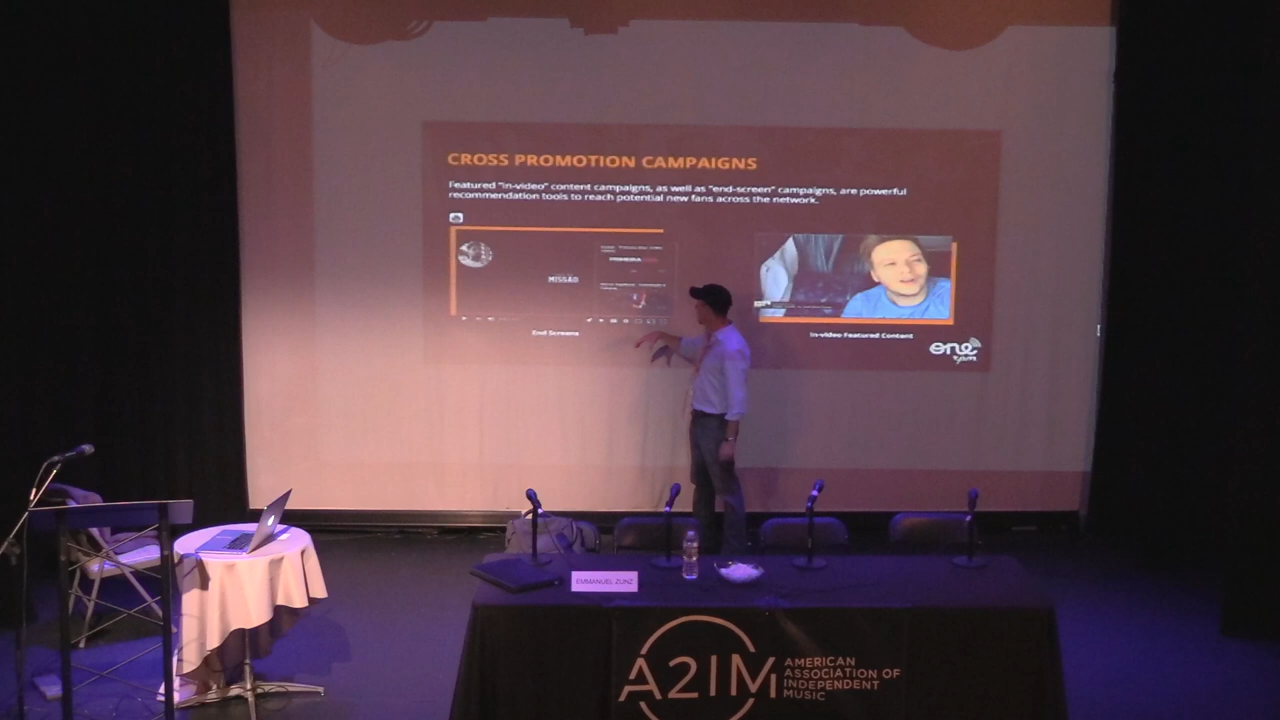 CROSS PROMOTION CAMPAIGNS
Featured "in-video" content campaigns, as well as "end-screen" campaigns, are powerful
recommendation tools to reach potential new fans across the network.
MISSÃO
End Screens
In-video Featured Content
one
rpm
EMMANUEL ZUNZ
A2IM
AMERICAN
ASSOCIATION OF
INDEPENDENT
MUSIC